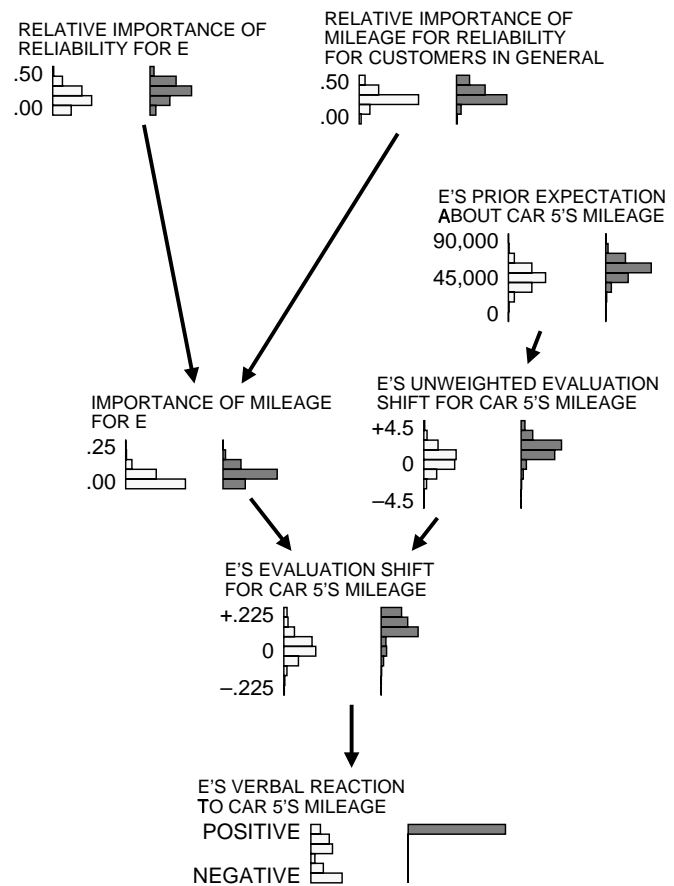 RELATIVE IMPORTANCE OF
RELIABILITY FOR E
.50
.00
RELATIVE IMPORTANCE OF
MILEAGE FOR RELIABILITY
FOR CUSTOMERS IN GENERAL
.50
.00
E'S PRIOR EXPECTATION
ABOUT CAR 5'S MILEAGE
90,000
45,000
0
IMPORTANCE OF MILEAGE
FOR E
.25
.00
E'S UNWEIGHTED EVALUATION
SHIFT FOR CAR 5'S MILEAGE
+4.5
0
−4.5
E'S EVALUATION SHIFT
FOR CAR 5'S MILEAGE
+.225
0
−.225
E'S VERBAL REACTION
TO CAR 5'S MILEAGE
POSITIVE
NEGATIVE